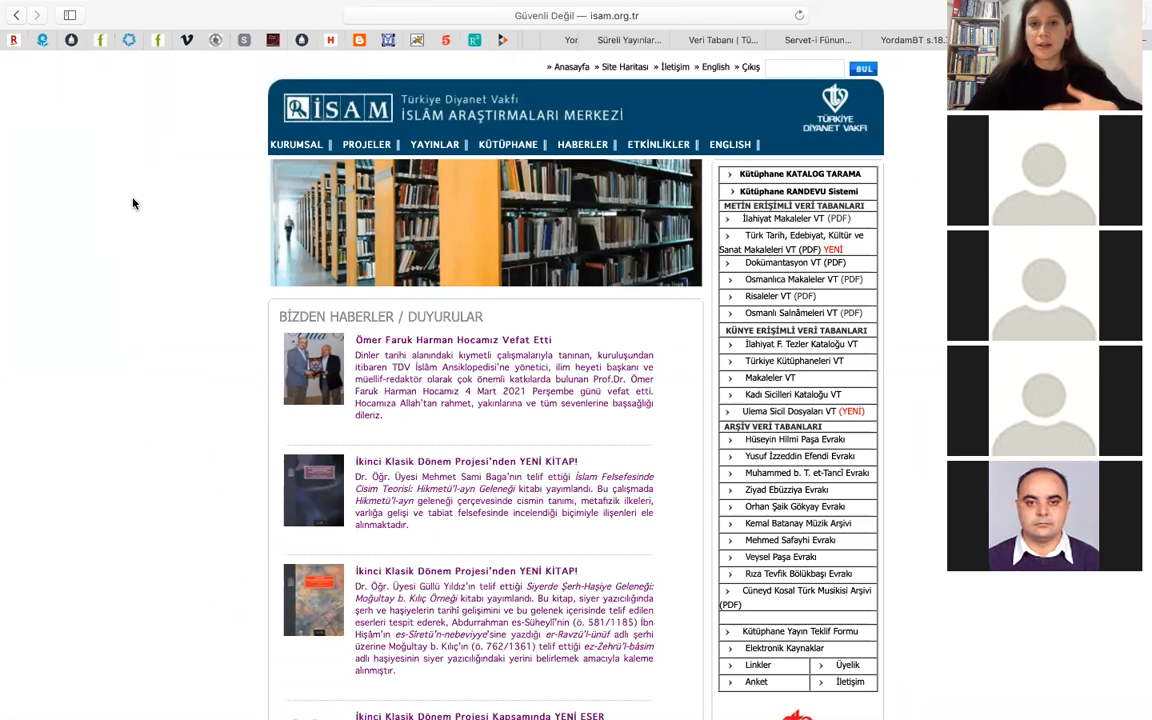 Güvenli Değil — isam.org.tr
Yor
Süreli Yayınlar...
Veri Tabanı | Tü...
Servet-i Fünun...
YordamBT s.18.
» Anasayfa » Site Haritası » İletişim » English » Çıkış
BUL
İSAM
Türkiye Diyanet Vakfı
İSLÂM ARAŞTIRMALARI MERKEZİ
TÜRKİYE
DİYANET VAKFI
KURUMSAL
PROJELER
YAYINLAR
KÜTÜPHANE
HABERLER
ETKİNLİKLER
ENGLISH
BİZDEN HABERLER / DUYURULAR
Ömer Faruk Harman Hocamız Vefat Etti
Dinler tarihi alanındaki kıymetli çalışmalarıyla tanınan, kuruluşundan
itibaren TDV İslâm Ansiklopedisi'ne yönetici, ilim heyeti başkanı ve
müellif-redaktör olarak çok önemli katkılarda bulunan Prof.Dr. Ömer
Faruk Harman Hocamız 4 Mart 2021 Perşembe günü vefat etti.
Hocamıza Allah'tan rahmet, yakınlarına ve tüm sevenlerine başsağlığı
dileriz.
İkinci Klasik Dönem Projesi'nden YENİ KİTAP!
Dr. Öğr. Üyesi Mehmet Sami Baga'nın telif ettiği İslam Felsefesinde
Cisim Teorisi: Hikmetü'l-ayn Geleneği kitabı yayımlandı. Bu çalışmada
Hikmetü'l-ayn geleneği çerçevesinde cismin tanımı, metafizik ilkeleri,
varlığa gelişi ve tabiat felsefesinde incelendiği biçimiyle ilişenleri ele
alınmaktadır.
İkinci Klasik Dönem Projesi'nden YENİ KİTAP!
Dr. Öğr. Üyesi Güllü Yıldız'ın telif ettiği Siyerde Şerh-Haşiye Geleneği:
Moğultay b. Kılıç Örneği kitabı yayımlandı. Bu kitap, siyer yazıcılığında
şerh ve haşiyelerin tarihî gelişimini ve bu gelenek içerisinde telif edilen
eserleri tespit ederek, Abdurrahman es-Süheylî'nin (ö. 581/1185) İbn
Hişâm'ın es-Sîretü'n-nebeviyye'sine yazdığı er-Ravzü'l-ünüf adlı şerhi
üzerine Moğultay b. Kılıç'ın (ö. 762/1361) telif ettiği ez-Zehrü'l-bâsim
adlı haşiyesinin siyer yazıcılığındaki yerini belirlemek amacıyla kaleme
alınmıştır.
İkinci Klasik Dönem Projesi Kapsamında YENİ ESER
Kütüphane KATALOG TARAMA
Kütüphane RANDEVU Sistemi
METİN ERİŞİMLİ VERİ TABANLARI
İlahiyat Makaleler VT (PDF)
Türk Tarih, Edebiyat, Kültür ve
Sanat Makaleleri VT (PDF) YENİ
Dokümantasyon VT (PDF)
Osmanlıca Makaleler VT (PDF)
Risaleler VT (PDF)
Osmanlı Salnâmeleri VT (PDF)
KÜNYE ERİŞİMLİ VERİ TABANLARI
İlahiyat F. Tezler Kataloğu VT
Türkiye Kütüphaneleri VT
Makaleler VT
Kadı Sicilleri Kataloğu VT
Ulema Sicil Dosyaları VT (YENİ)
ARŞİV VERİ TABANLARI
Hüseyin Hilmi Paşa Evrakı
Yusuf İzzeddin Efendi Evrakı
Muhammed b. T. et-Tancî Evrakı
Ziyad Ebüzziya Evrakı
Orhan Şaik Gökyay Evrakı
Kemal Batanay Müzik Arşivi
Mehmed Safayhi Evrakı
Veysel Paşa Evrakı
Rıza Tevfik Bölükbaşı Evrakı
Cüneyd Kosal Türk Musikisi Arşivi
(PDF)
Kütüphane Yayın Teklif Formu
Elektronik Kaynaklar
Linkler
Üyelik
Anket
İletişim